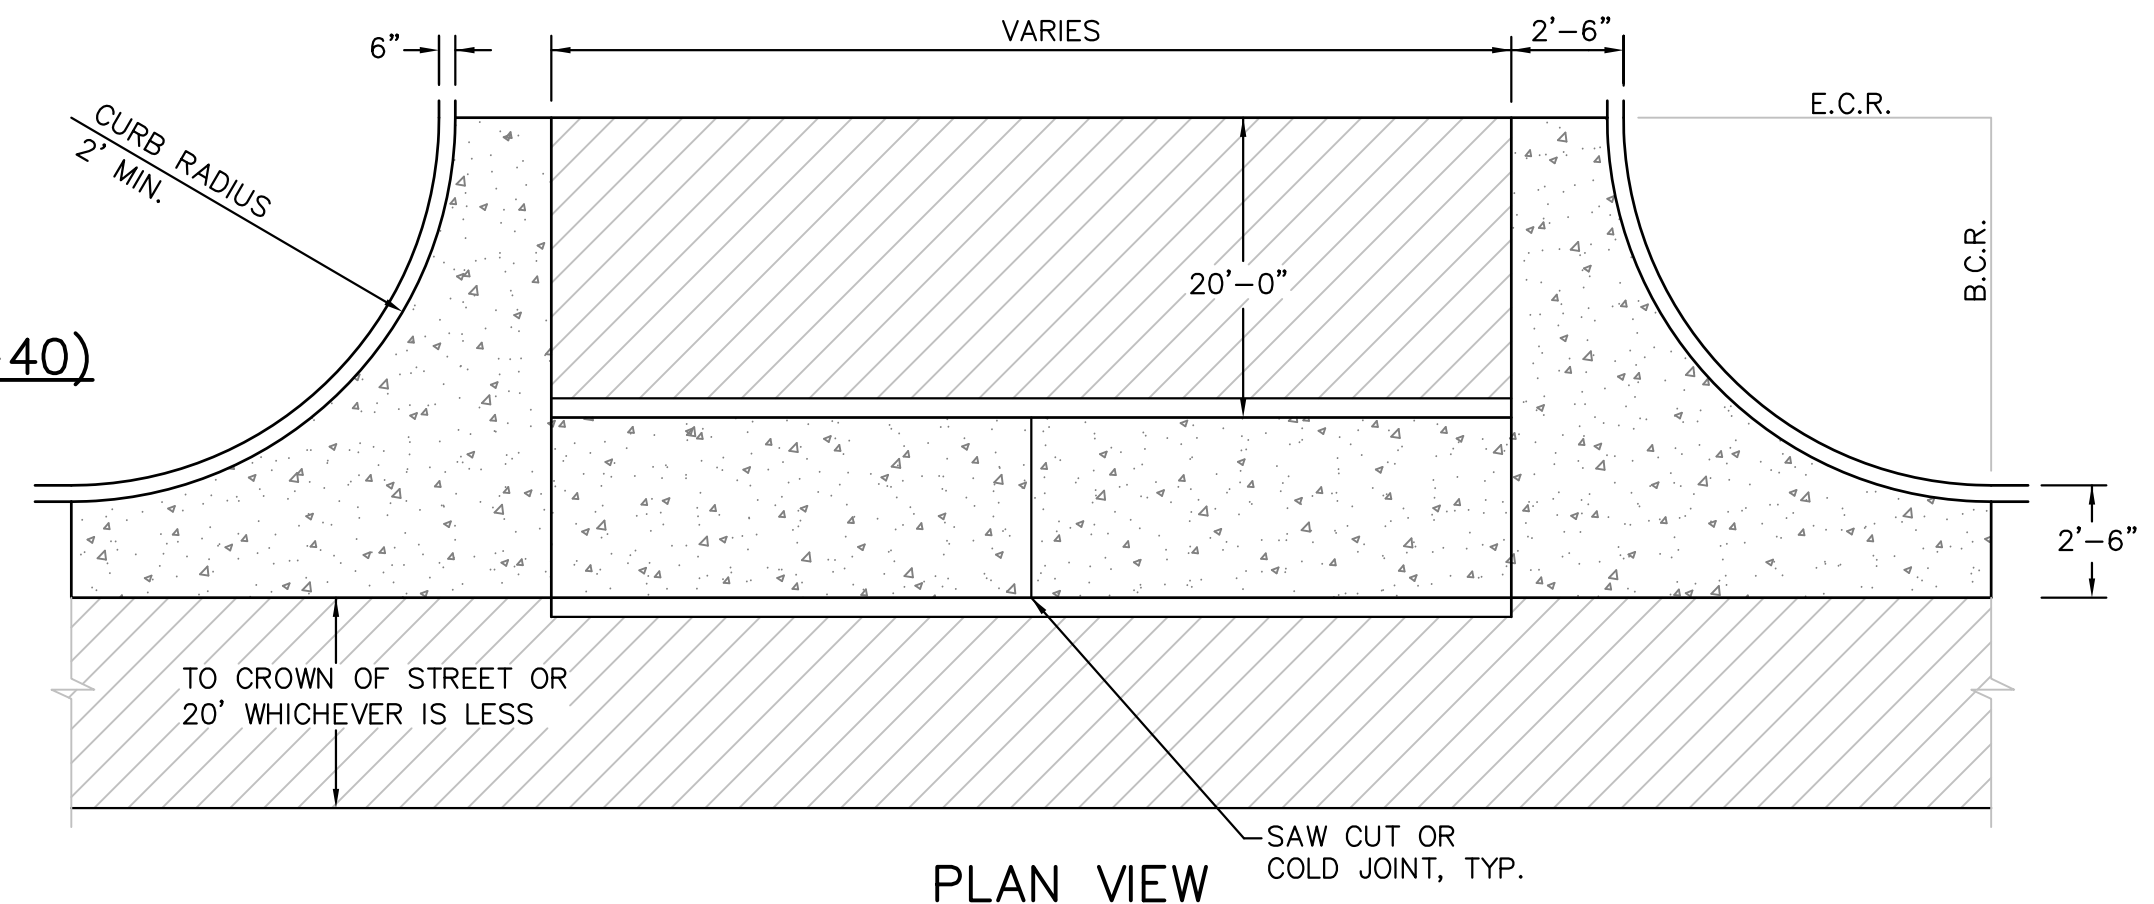 6”
VARIES
2’-6”
E.C.R.
B.C.R.
CURB RADIUS
2’ MIN.
20’-0”
40)
2’-6”
TO CROWN OF STREET OR
20’ WHICHEVER IS LESS
SAW CUT OR
COLD JOINT, TYP.
PLAN VIEW